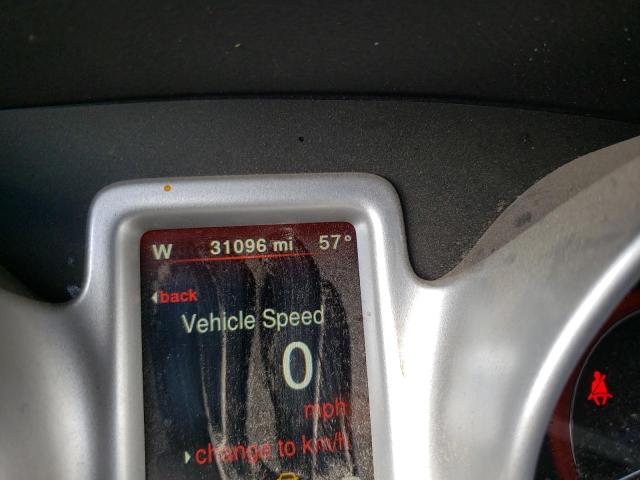 W 31096 mi 57°
back
Vehicle Speed
0
mph
change to km/h